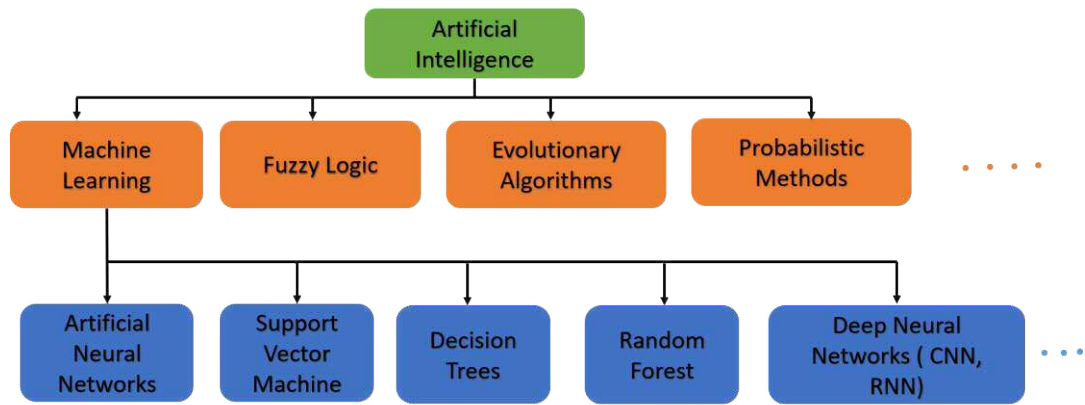 Artificial
Intelligence
Machine
Learning
Fuzzy Logic
Evolutionary
Algorithms
Probabilistic
Methods
Artificial
Neural
Networks
Support
Vector
Machine
Decision
Trees
Random
Forest
Deep Neural
Networks ( CNN,
RNN)